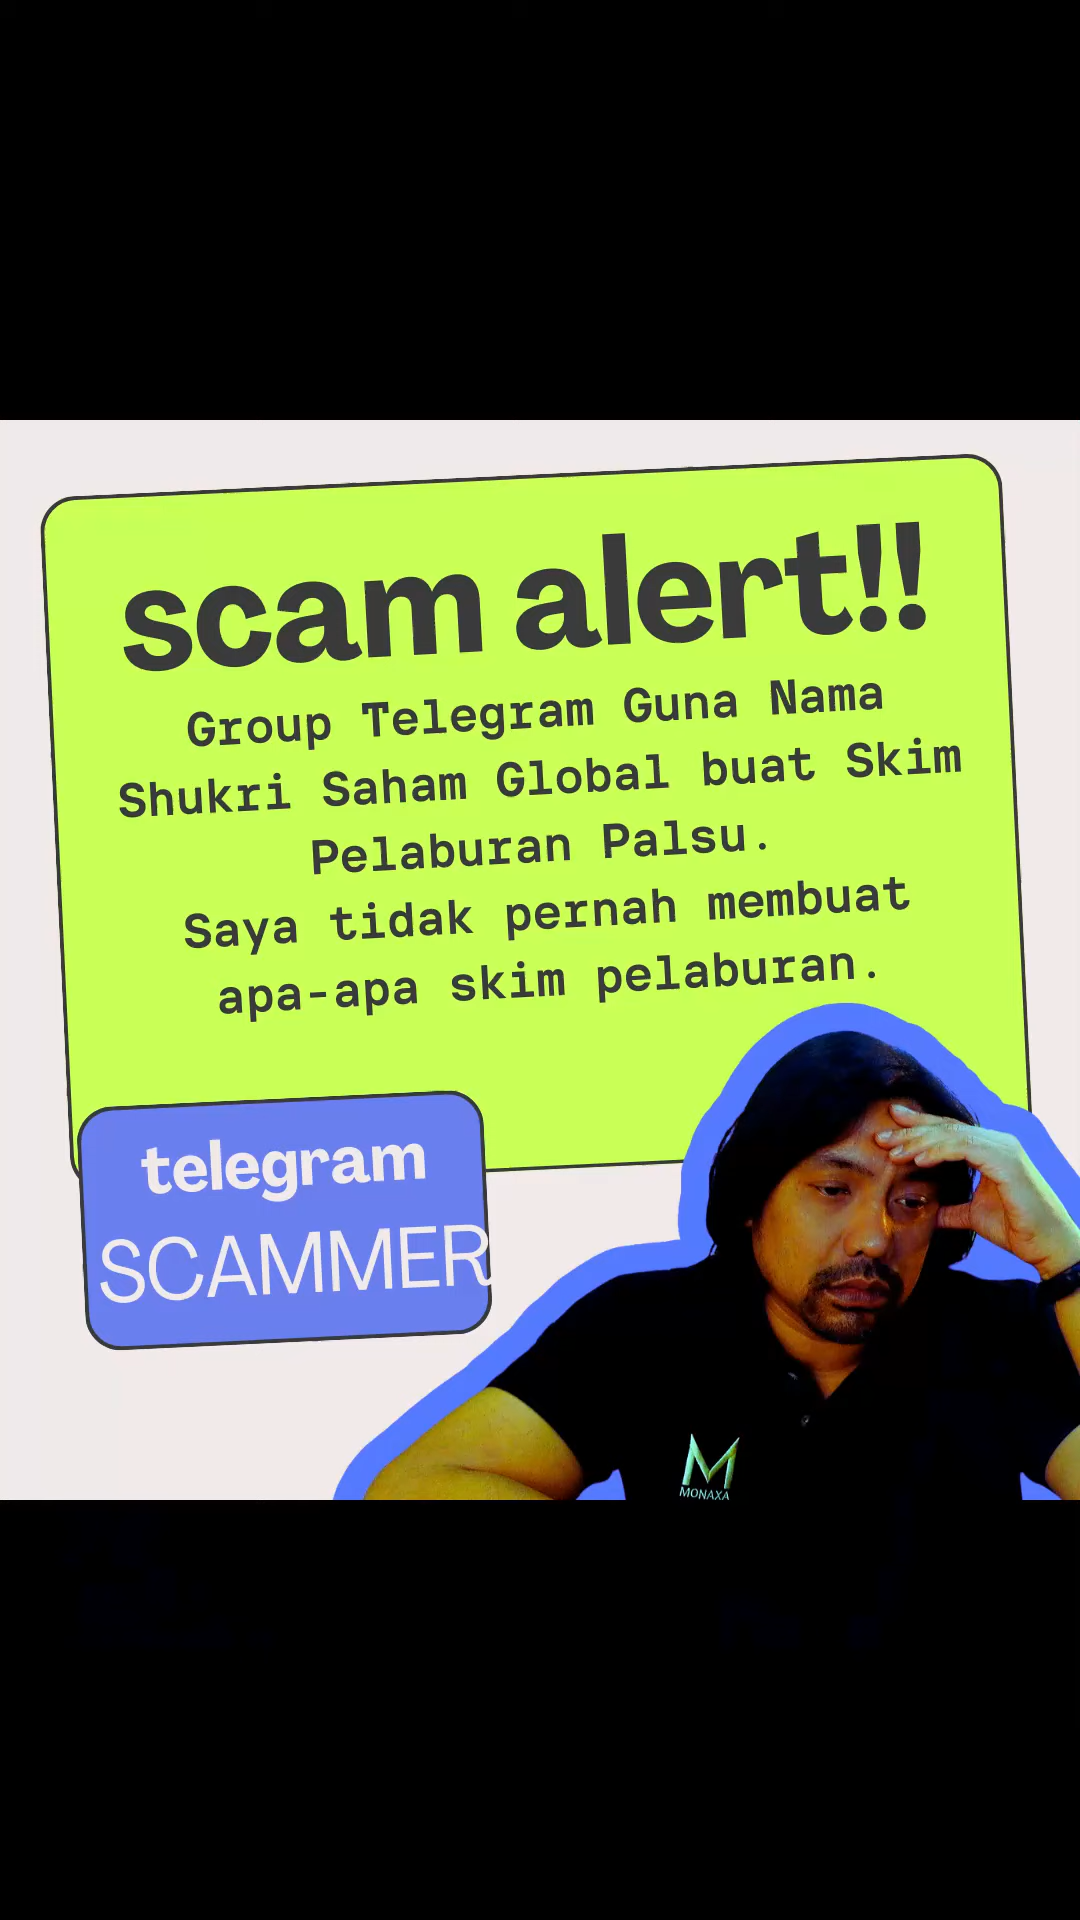 scam alert!!
Group Telegram Guna Nama
Shukri Saham Global buat Skim
Pelaburan Palsu.
Saya tidak pernah membuat
apa-apa skim pelaburan.
telegram
SCAMMER
M
MONAXA